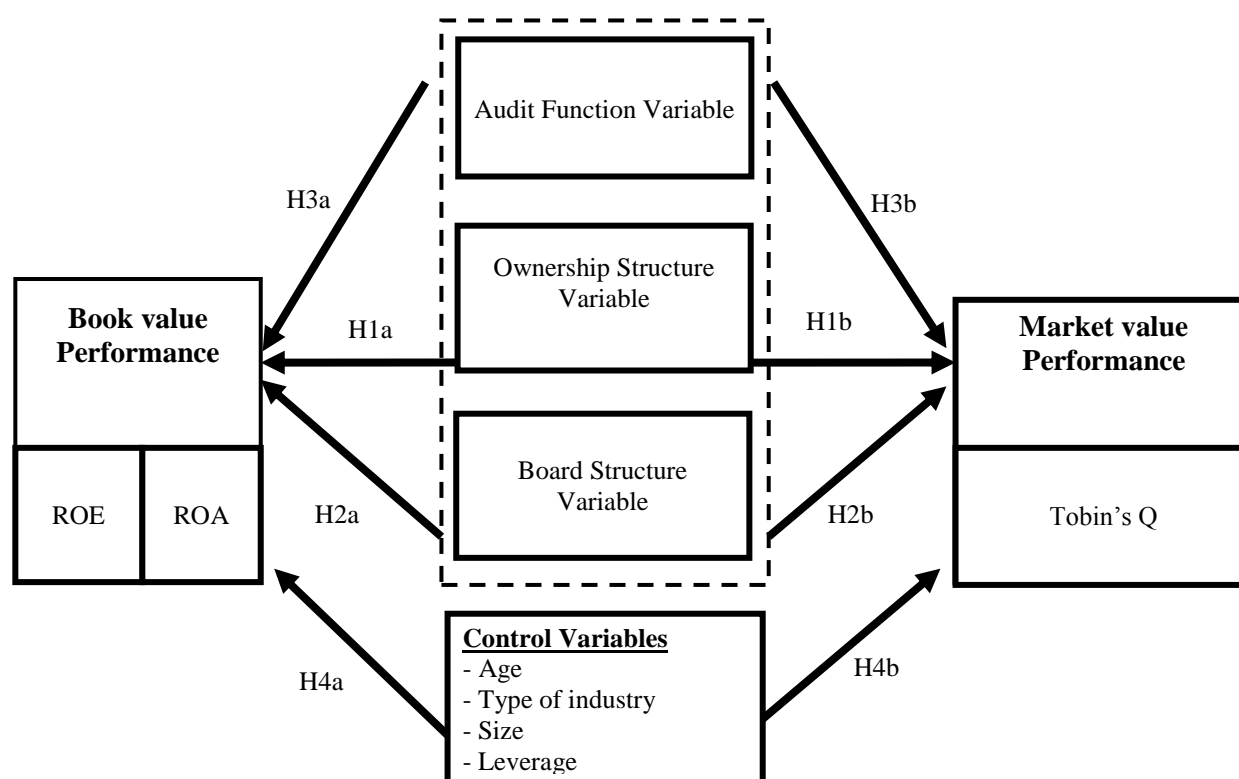 Audit Function Variable
H3a
H3b
Ownership Structure
Variable
Book value
Performance
H1a
H1b
Market value
Performance
Board Structure
Variable
ROE
ROA
H2a
H2b
Tobin’s Q
Control Variables
- Age
- Type of industry
- Size
- Leverage
H4a
H4b